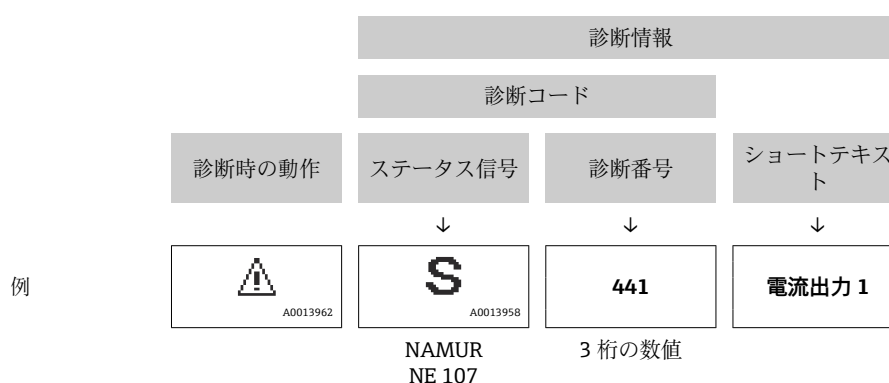 診断情報
診断コード
診断時の動作 ステータス信号 診断番号 ショートテキス
ト
↓ ↓ ↓
例 A0013962 S A0013958 441 電流出力 1
NAMUR 3 桁の数値
NE 107